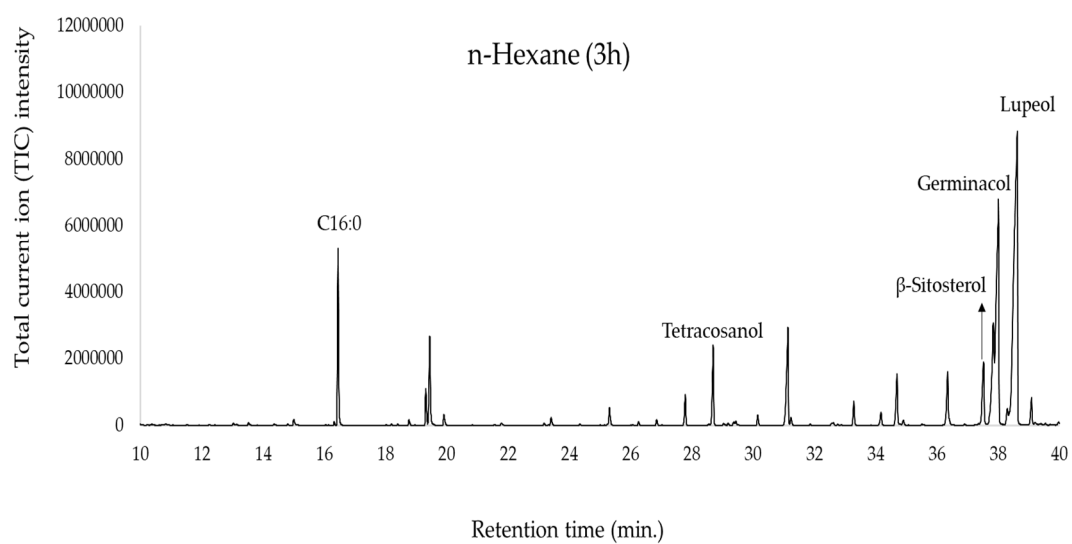 n-Hexane (3h)
Total current ion (TIC) intensity
12000000
10000000
8000000
6000000
4000000
2000000
0
C16:0
Tetracosanol
β-Sitosterol
Germinacol
Lupeol
10 12 14 16 18 20 22 24 26 28 30 32 34 36 38 40
Retention time (min.)